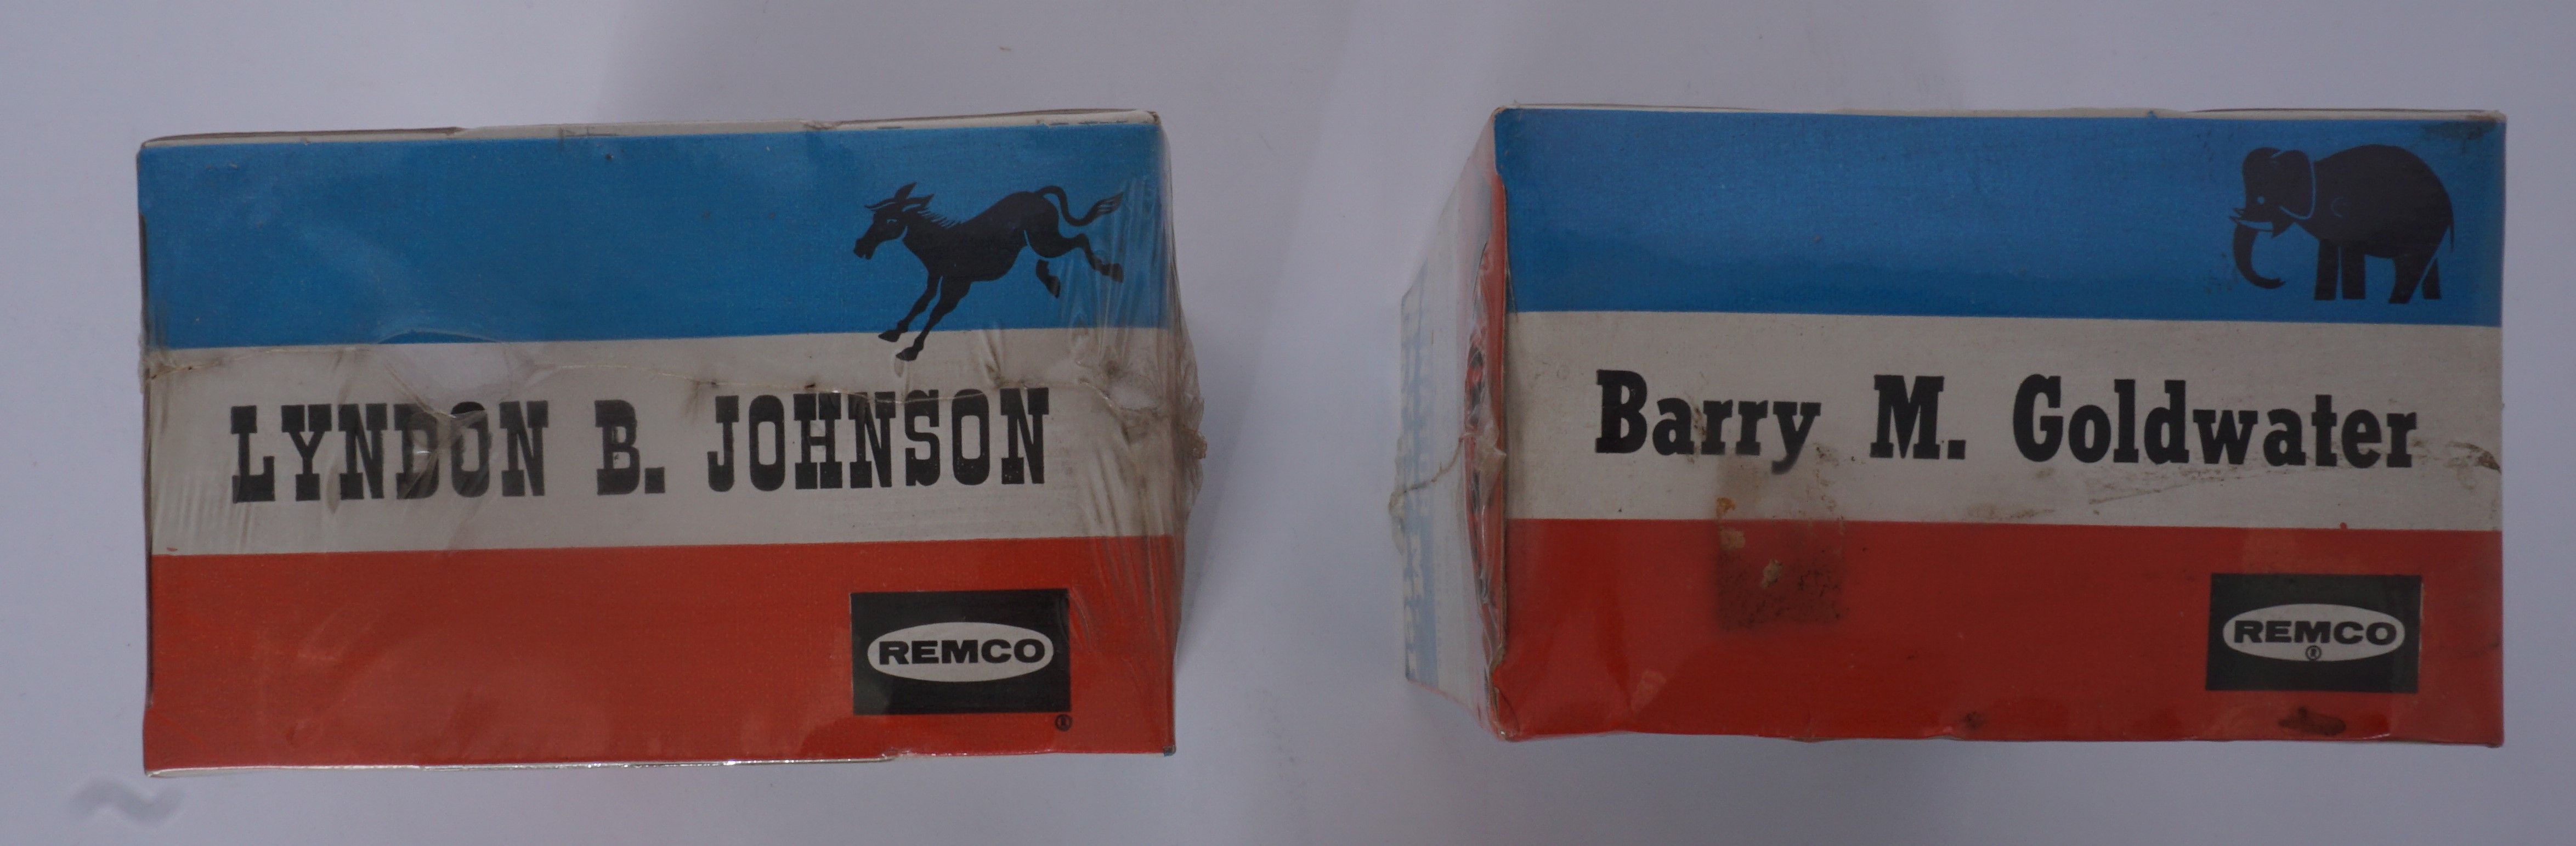 LYNDON B. JOHNSON
REMCO
®
Barry M. Goldwater
REMCO
®